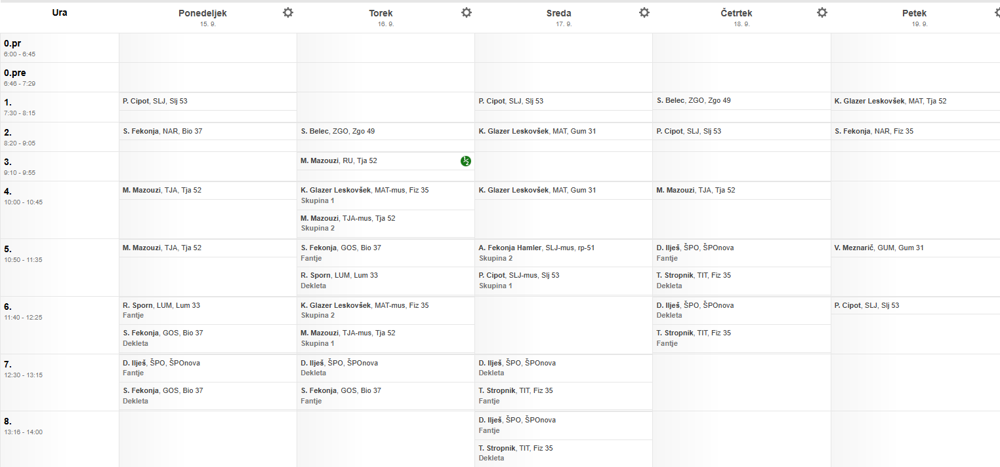 Ura
Ponedeljek
15. 9.
Torek
16. 9.
Sreda
17. 9.
Četrtek
18. 9.
Petek
19. 9.
0.pr
6:00 - 6:45
0.pre
6:46 - 7:29
1.
7:30 - 8:15
P. Cipot, SLJ, Slj 53
P. Cipot, SLJ, Slj 53
S. Belec, ZGO, Zgo 49
K. Glazer Leskovšek, MAT, Tja 52
2.
8:20 - 9:05
S. Fekonja, NAR, Bio 37
S. Belec, ZGO, Zgo 49
K. Glazer Leskovšek, MAT, Gum 31
P. Cipot, SLJ, Slj 53
S. Fekonja, NAR, Fiz 35
3.
9:10 - 9:55
M. Mazouzi, RU, Tja 52
1/2
4.
10:00 - 10:45
M. Mazouzi, TJA, Tja 52
K. Glazer Leskovšek, MAT-mus, Fiz 35
Skupina 1
M. Mazouzi, TJA-mus, Tja 52
Skupina 2
K. Glazer Leskovšek, MAT, Gum 31
M. Mazouzi, TJA, Tja 52
5.
10:50 - 11:35
M. Mazouzi, TJA, Tja 52
S. Fekonja, GOS, Bio 37
Fantje
R. Sporn, LUM, Lum 33
Dekleta
A. Fekonja Hamler, SLJ-mus, rp-51
Skupina 2
P. Cipot, SLJ-mus, Slj 53
Skupina 1
D. Ilješ, ŠPO, ŠPOnova
Fantje
T. Stropnik, TIT, Fiz 35
Dekleta
V. Meznarič, GUM, Gum 31
6.
11:40 - 12:25
R. Sporn, LUM, Lum 33
Fantje
S. Fekonja, GOS, Bio 37
Dekleta
K. Glazer Leskovšek, MAT-mus, Fiz 35
Skupina 2
M. Mazouzi, TJA-mus, Tja 52
Skupina 1
D. Ilješ, ŠPO, ŠPOnova
Dekleta
T. Stropnik, TIT, Fiz 35
Fantje
P. Cipot, SLJ, Slj 53
7.
12:30 - 13:15
D. Ilješ, ŠPO, ŠPOnova
Fantje
S. Fekonja, GOS, Bio 37
Dekleta
D. Ilješ, ŠPO, ŠPOnova
Dekleta
S. Fekonja, GOS, Bio 37
Fantje
D. Ilješ, ŠPO, ŠPOnova
Dekleta
T. Stropnik, TIT, Fiz 35
Fantje
8.
13:16 - 14:00
D. Ilješ, ŠPO, ŠPOnova
Fantje
T. Stropnik, TIT, Fiz 35
Dekleta